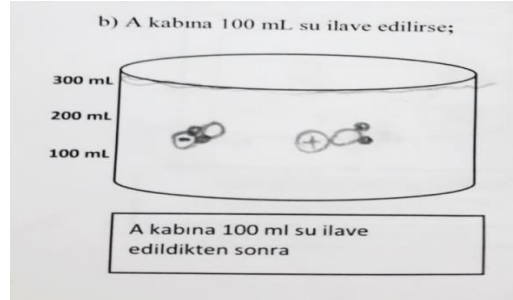 b) A kabına 100 mL su ilave edilirse;
300 mL
200 mL
100 mL
- +
A kabına 100 ml su ilave
edildikten sonra